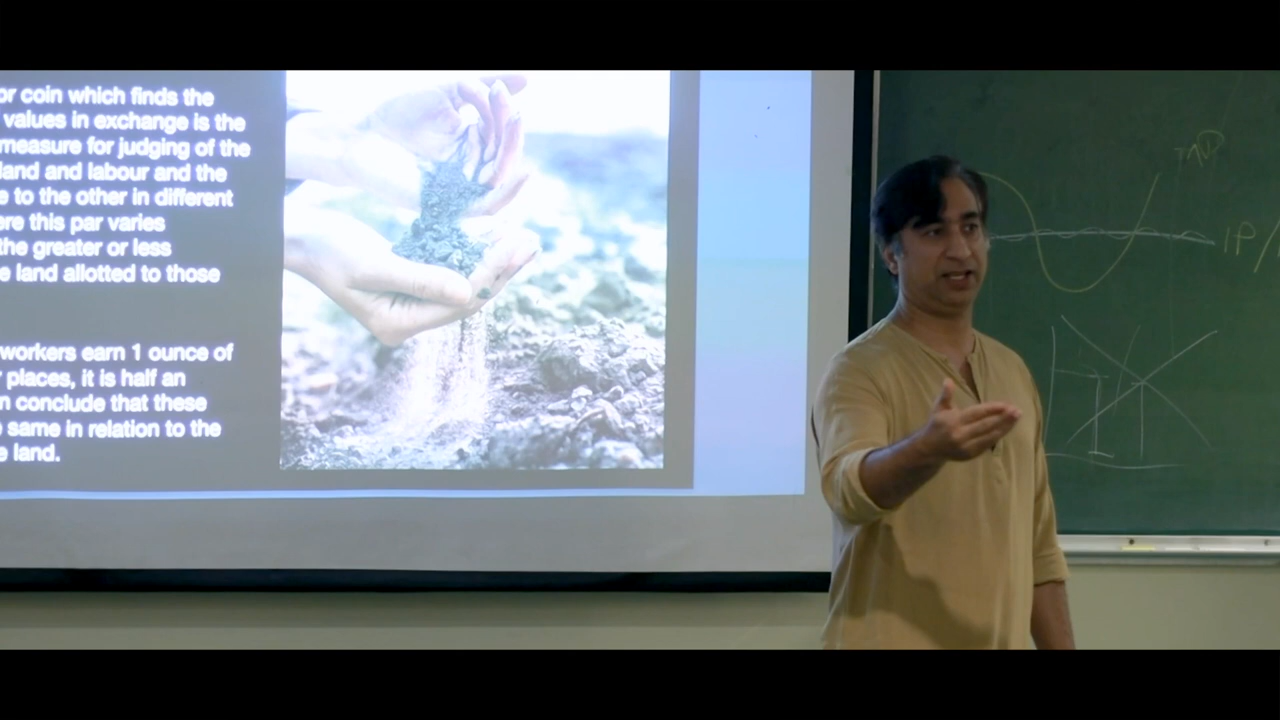 or coin which finds the
values in exchange is the
measure for judging of the
land and labour and the
e to the other in different
ere this par varies
the greater or less
e land allotted to those
workers earn 1 ounce of
places, it is half an
n conclude that these
same in relation to the
e land.
IP/